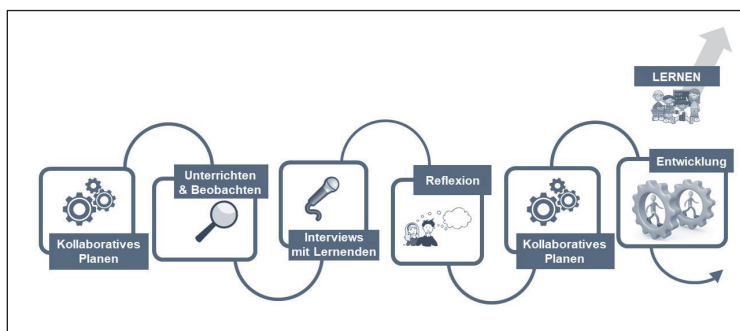 LERNEN
Kollaboratives
Planen
Unterrichten
& Beobachten
Interviews
mit Lernenden
Reflexion
Kollaboratives
Planen
Entwicklung